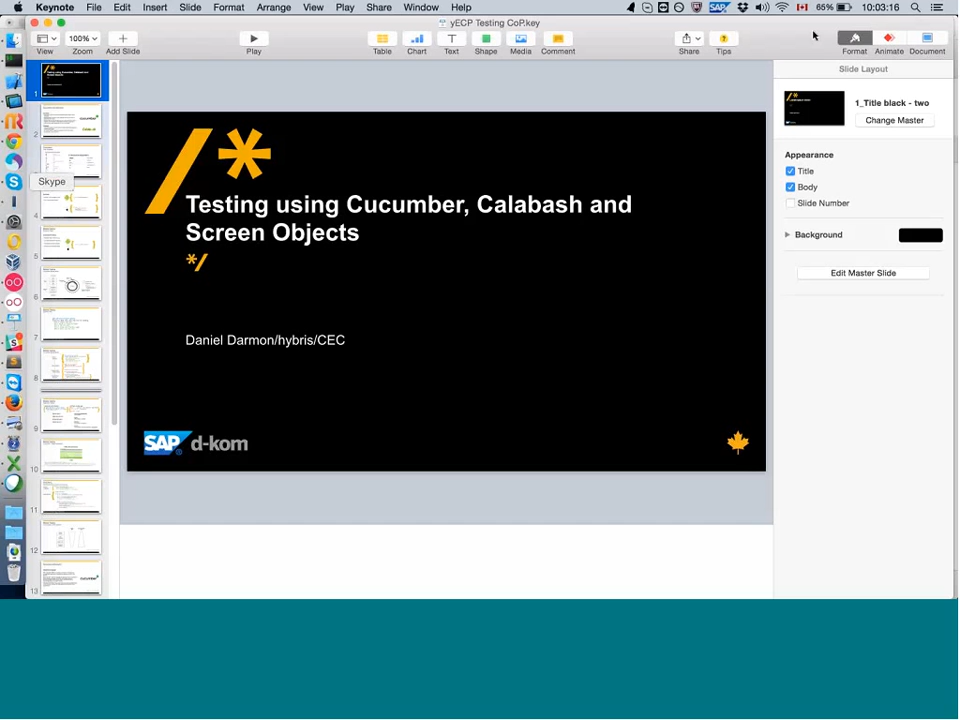 Keynote File Edit Insert Slide Format Arrange View Play Share Window Help
65% 10:03:16
yECP Testing CoP.key
100%
View Zoom Add Slide Play Table Chart Text Shape Media Comment Share Tips Format Animate Document
Slide Layout
1_Title black - two
Change Master
Appearance
Title
Body
Slide Number
Background
Edit Master Slide
Skype
1
2
4
5
6
7
8
9
10
11
12
13
/*
Testing using Cucumber, Calabash and
Screen Objects
*/
Daniel Darmon/hybris/CEC
SAP d-kom